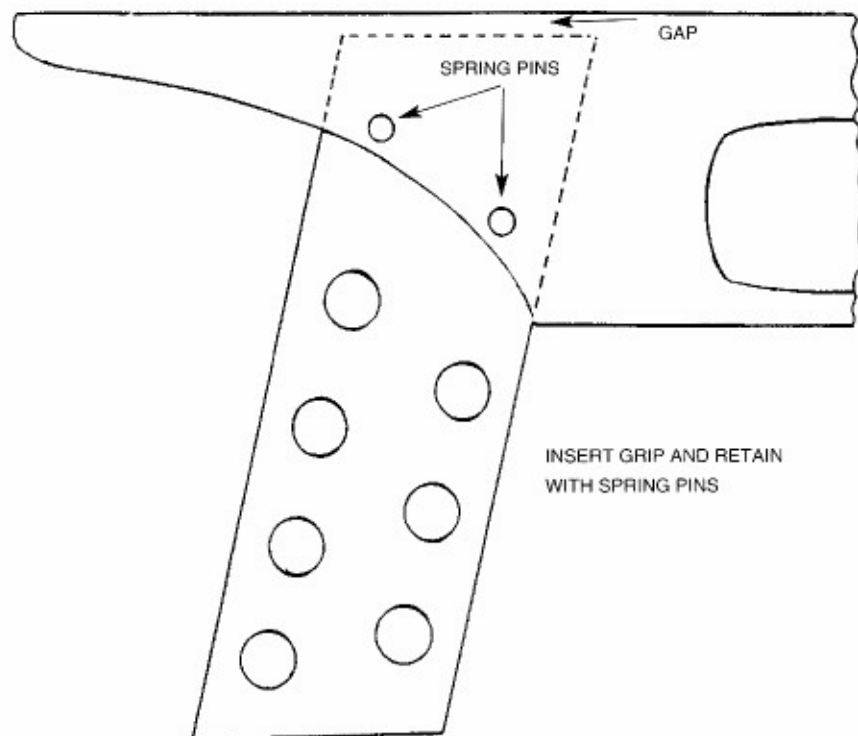 GAP
SPRING PINS
INSERT GRIP AND RETAIN
WITH SPRING PINS